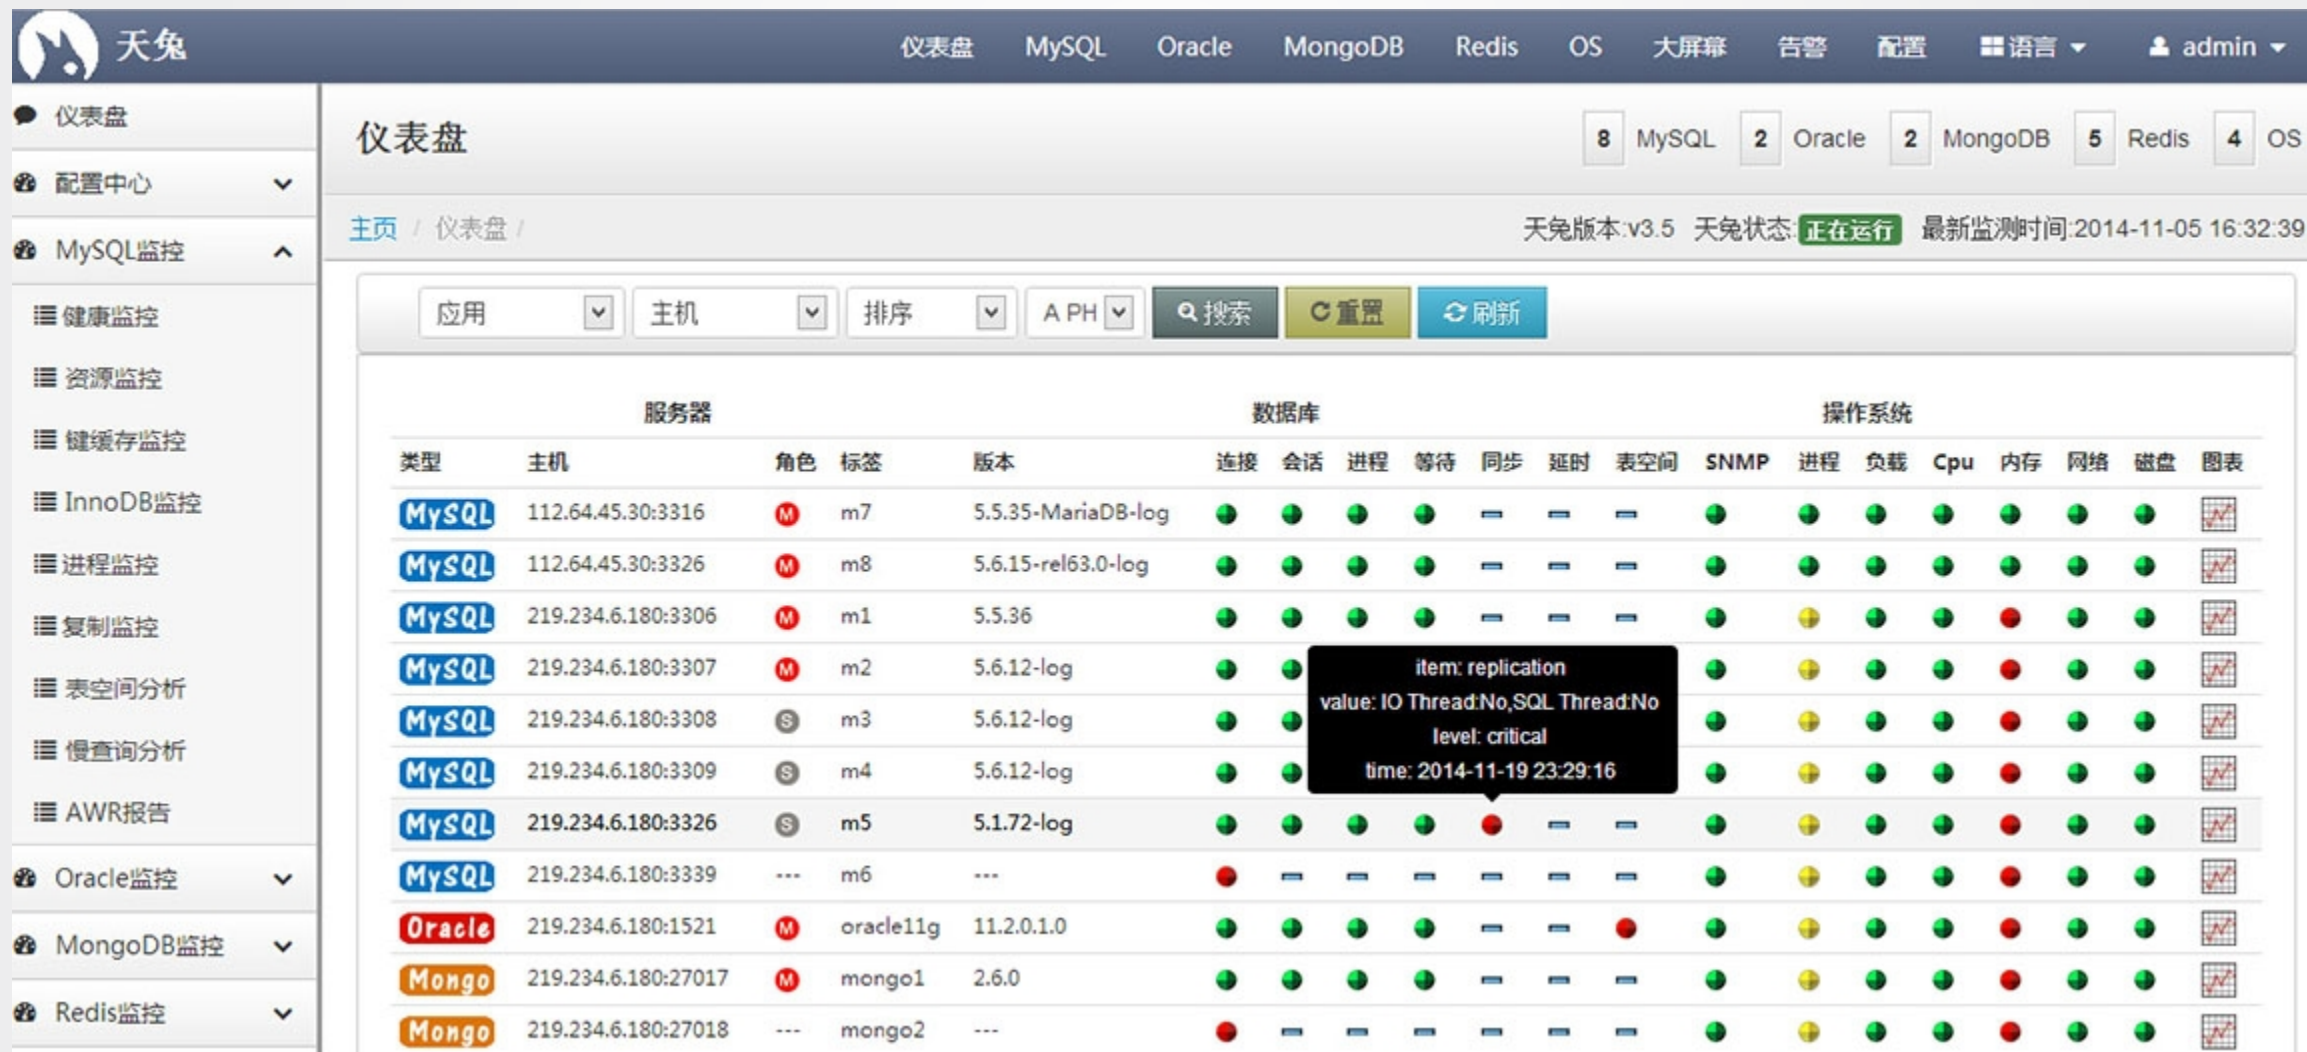 天兔
仪表盘 MySQL Oracle MongoDB Redis OS 大屏幕 告警 配置 语言 admin
仪表盘
配置中心
MySQL监控
健康监控
资源监控
键缓存监控
InnoDB监控
进程监控
复制监控
表空间分析
慢查询分析
AWR报告
Oracle监控
MongoDB监控
Redis监控
仪表盘
8 MySQL 2 Oracle 2 MongoDB 5 Redis 4 OS
主页 / 仪表盘 /
天兔版本:v3.5 天兔状态:正在运行 最新监测时间:2014-11-05 16:32:39
应用 主机 排序 A PH 搜索 重置 刷新
服务器 数据库 操作系统
类型 主机 角色 标签 版本 连接 会话 进程 等待 同步 延时 表空间 SNMP 进程 负载 Cpu 内存 网络 磁盘 图表
MySQL 112.64.45.30:3316 M m7 5.5.35-MariaDB-log
MySQL 112.64.45.30:3326 M m8 5.6.15-rel63.0-log
MySQL 219.234.6.180:3306 M m1 5.5.36
MySQL 219.234.6.180:3307 M m2 5.6.12-log
MySQL 219.234.6.180:3308 S m3 5.6.12-log
MySQL 219.234.6.180:3309 S m4 5.6.12-log
MySQL 219.234.6.180:3326 S m5 5.1.72-log
MySQL 219.234.6.180:3339 --- m6 ---
Oracle 219.234.6.180:1521 M oracle11g 11.2.0.1.0
Mongo 219.234.6.180:27017 M mongo1 2.6.0
Mongo 219.234.6.180:27018 --- mongo2 ---
item: replication
value: IO Thread:No,SQL Thread:No
level: critical
time: 2014-11-19 23:29:16